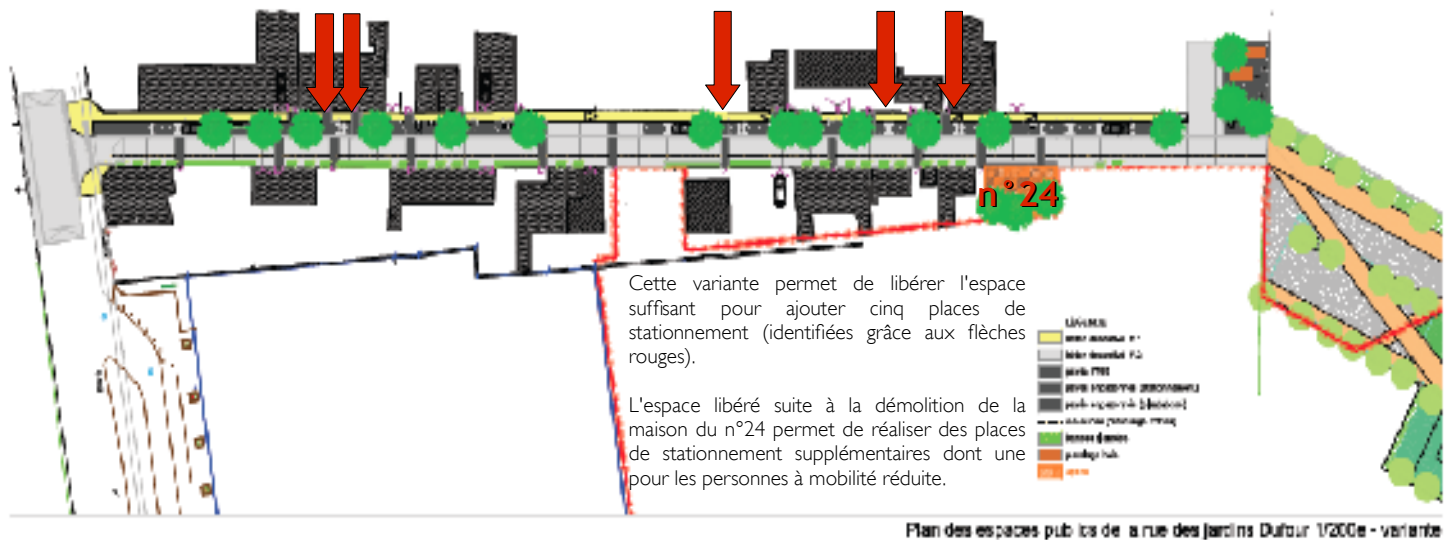 n°24
Cette variante permet de libérer l'espace
suffisant pour ajouter cinq places de
stationnement (identifiées grâce aux flèches
rouges).
L'espace libéré suite à la démolition de la
maison du n°24 permet de réaliser des places
de stationnement supplémentaires dont une
pour les personnes à mobilité réduite.
Plan des espaces publics de la rue des jardins Dufour 1/200e - variante